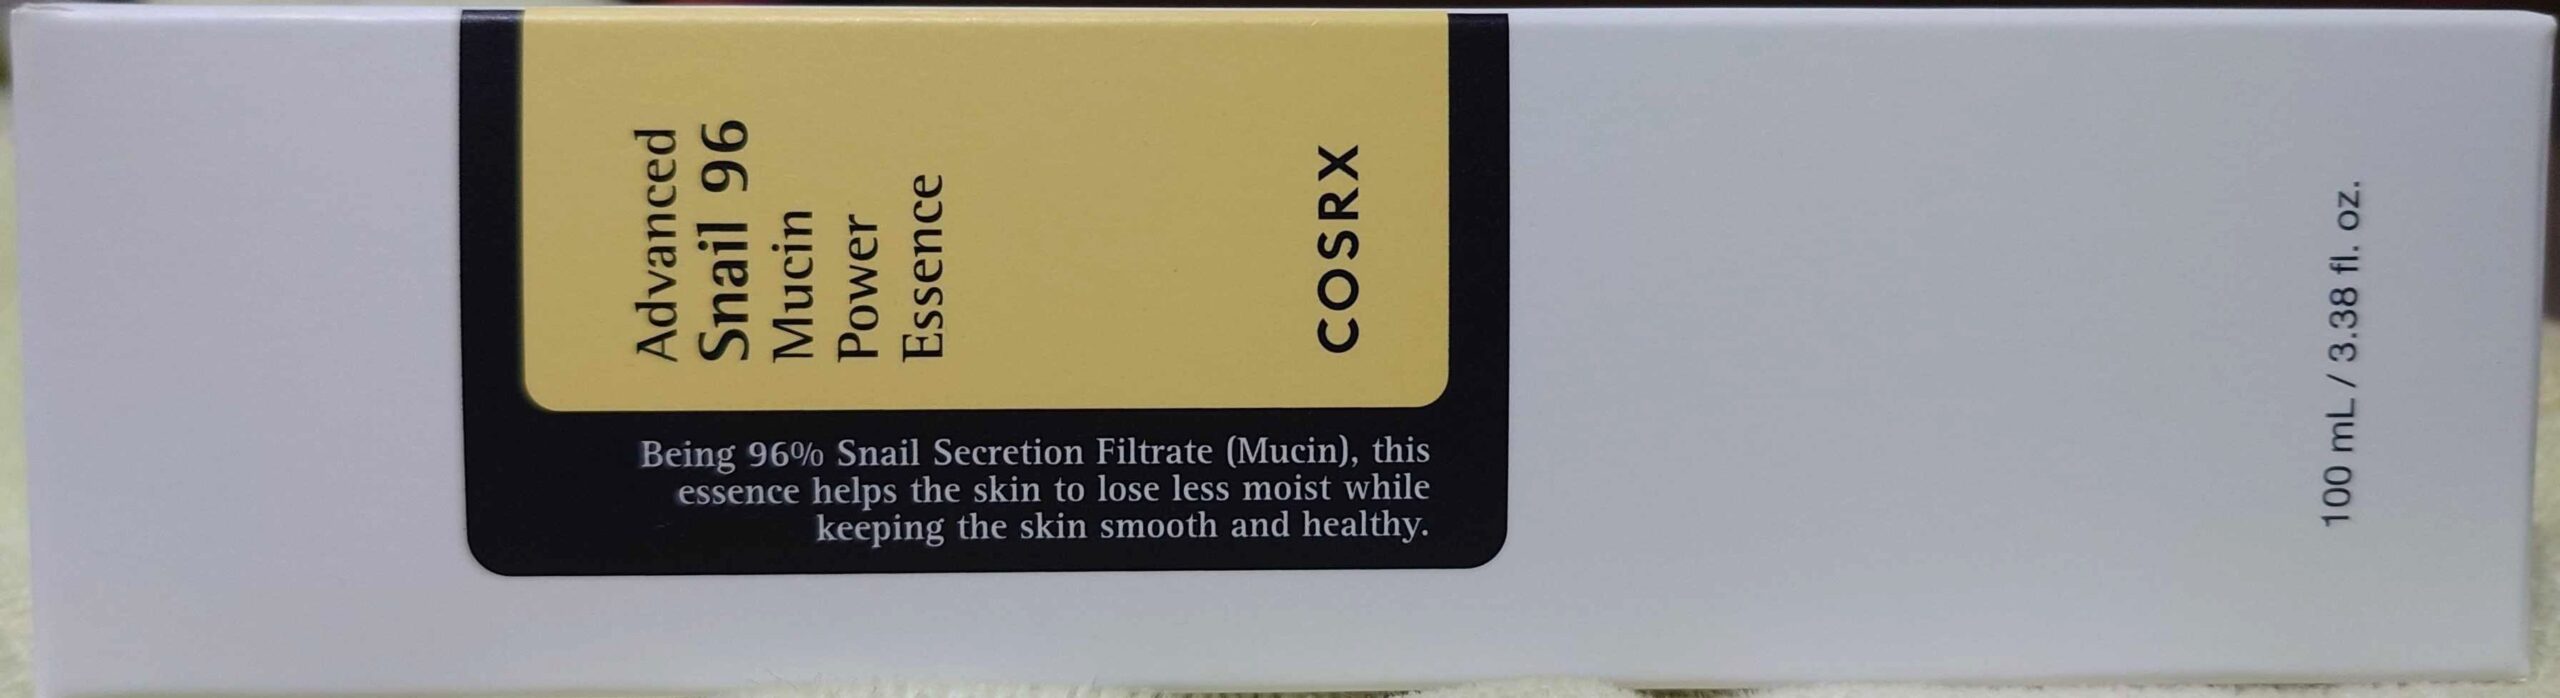 Advanced
Snail 96
Mucin
Power
Essence
COSRX
Being 96% Snail Secretion Filtrate (Mucin), this
essence helps the skin to lose less moist while
keeping the skin smooth and healthy.
100 mL / 3.38 fl. oz.